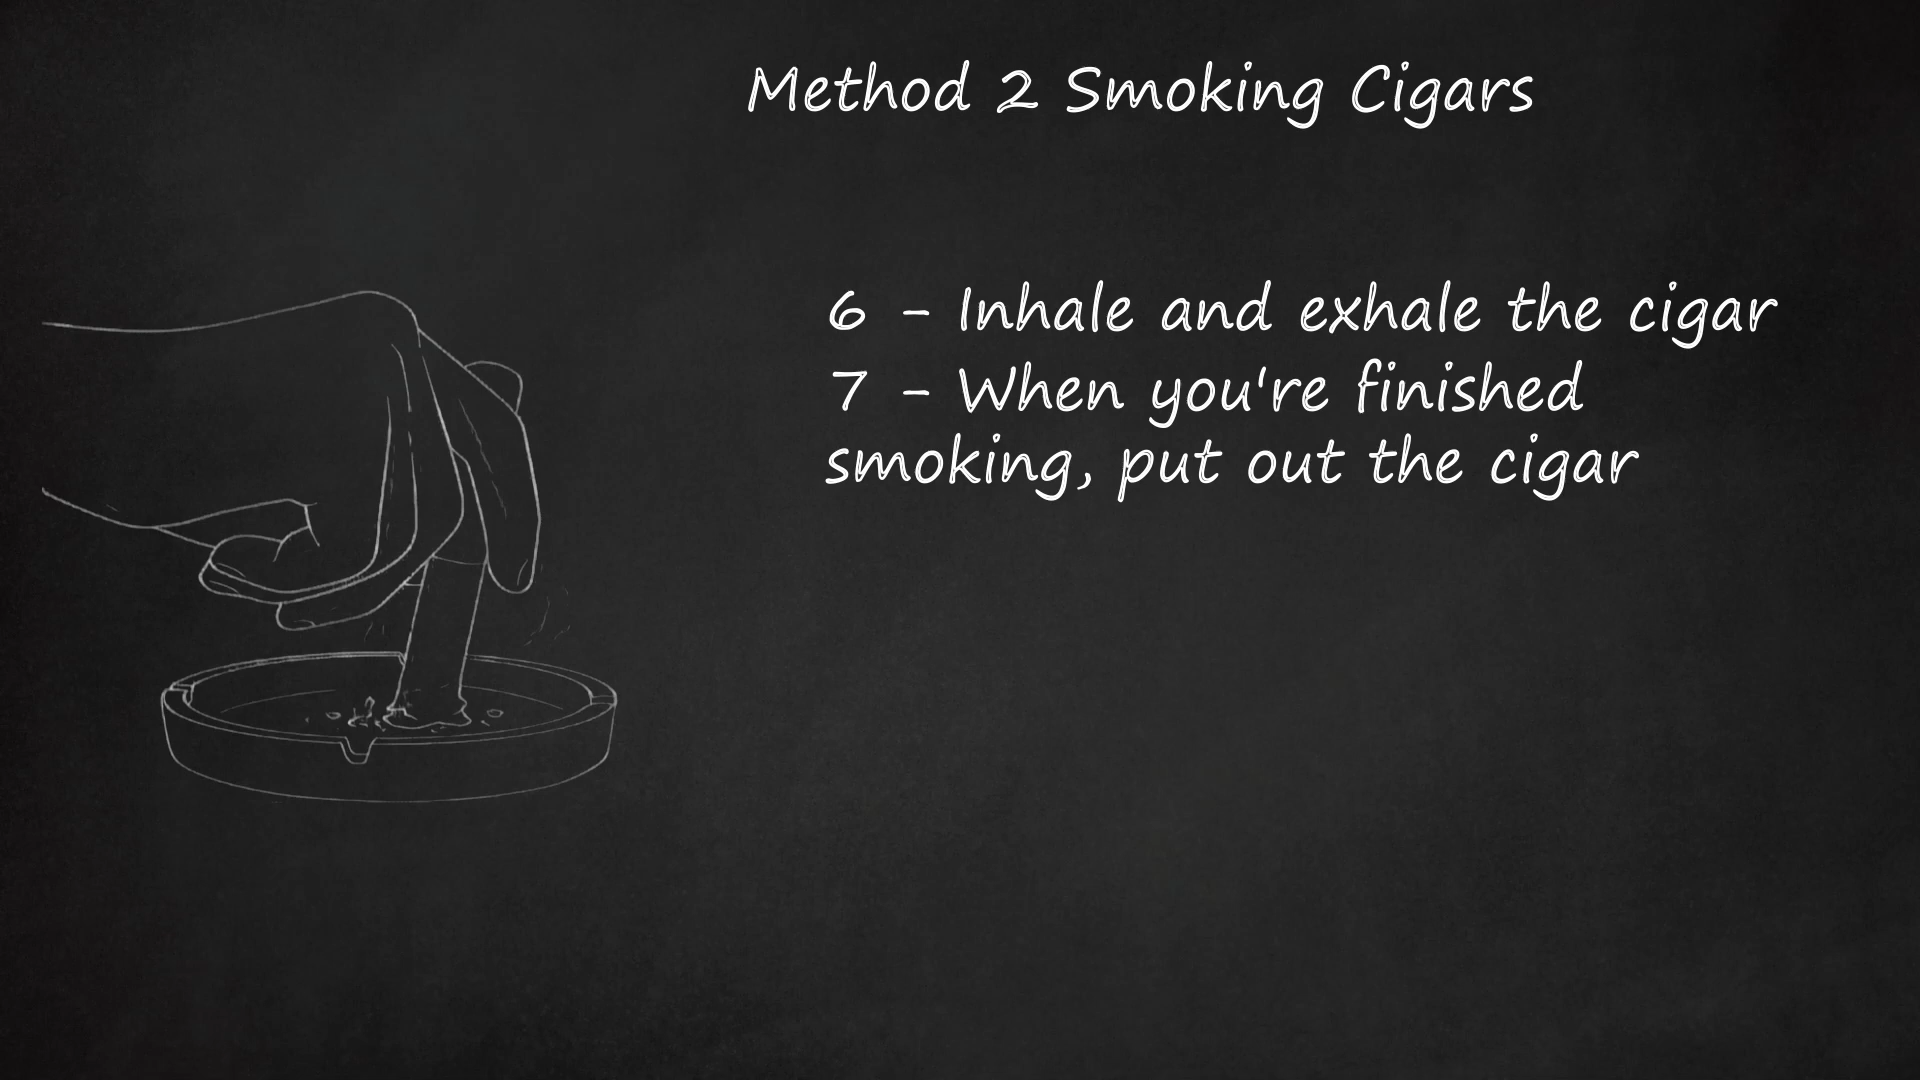 Method 2 Smoking Cigars
6 - Inhale and exhale the cigar
7 - When you're finished
smoking, put out the cigar